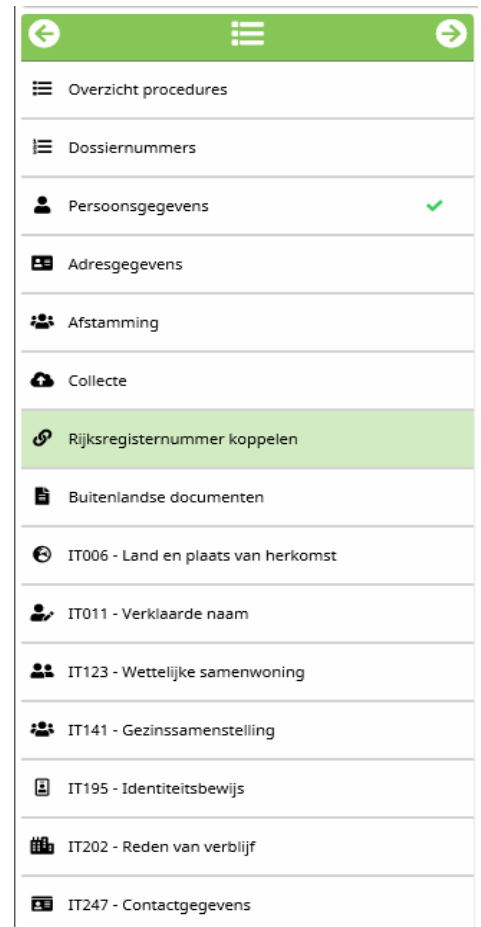 Overzicht procedures
Dossiernummers
Persoonsgegevens
Adresgegevens
Afstamming
Collecte
Rijksregisternummer koppelen
Buitenlandse documenten
IT006 - Land en plaats van herkomst
IT011 - Verklaarde naam
IT123 - Wettelijke samenwoning
IT141 - Gezinssamenstelling
IT195 - Identiteitsbewijs
IT202 - Reden van verblijf
IT247 - Contactgegevens